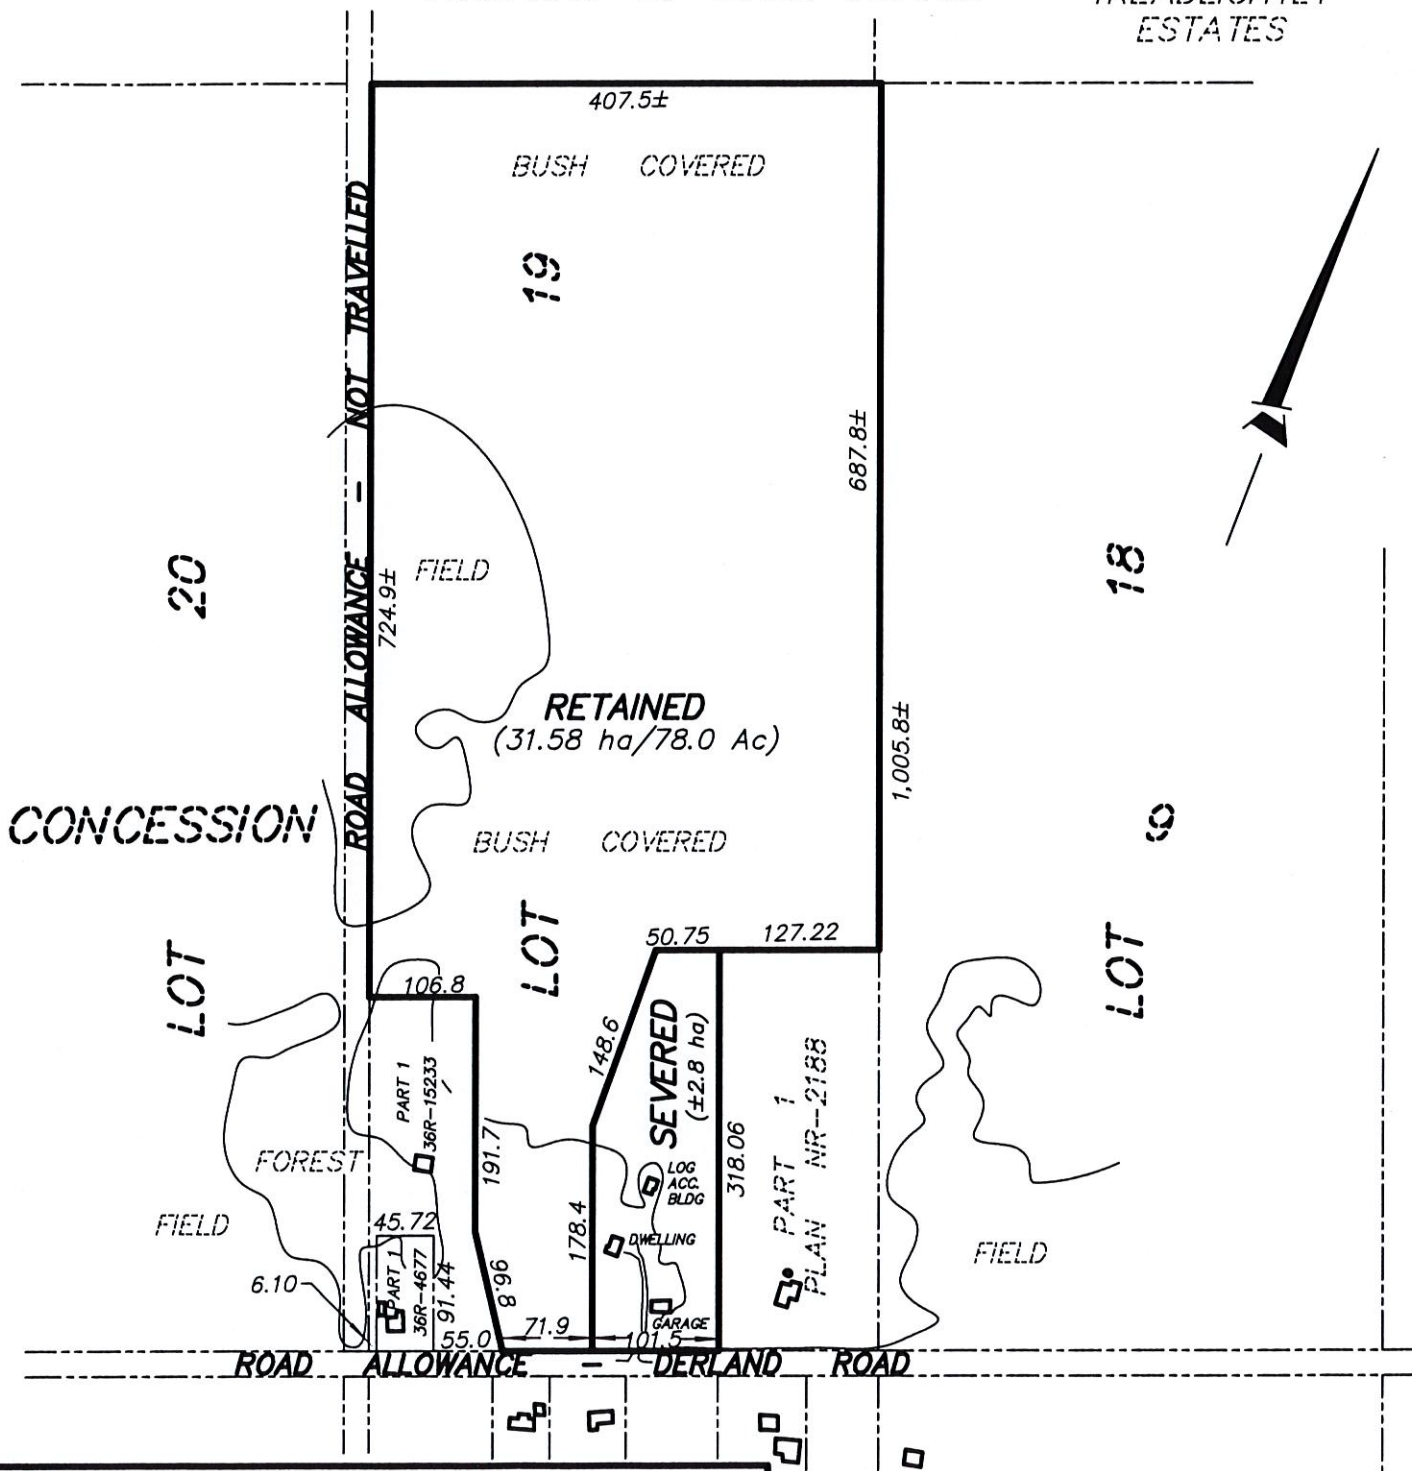 ESTATES
407.5±
BUSH COVERED
ROAD ALLOWANCE - NOT TRAVELLED
19
687.8±
20
724.9±
FIELD
18
RETAINED
(31.58 ha/78.0 Ac)
1,005.8±
CONCESSION
9
BUSH COVERED
LOT
LOT
LOT
50.75
127.22
106.8
148.6
SEVERED
(±2.8 ha)
PART 1
36R-15233
PART 1
PLAN NR-2188
191.7
318.06
FOREST
LOG
ACC.
BLDG
FIELD
45.72
178.4
DWELLING
FIELD
6.10
PART 1
36R-4677
91.44
96.8
GARAGE
55.0
71.9
101.5
ROAD ALLOWANCE - DERLAND ROAD